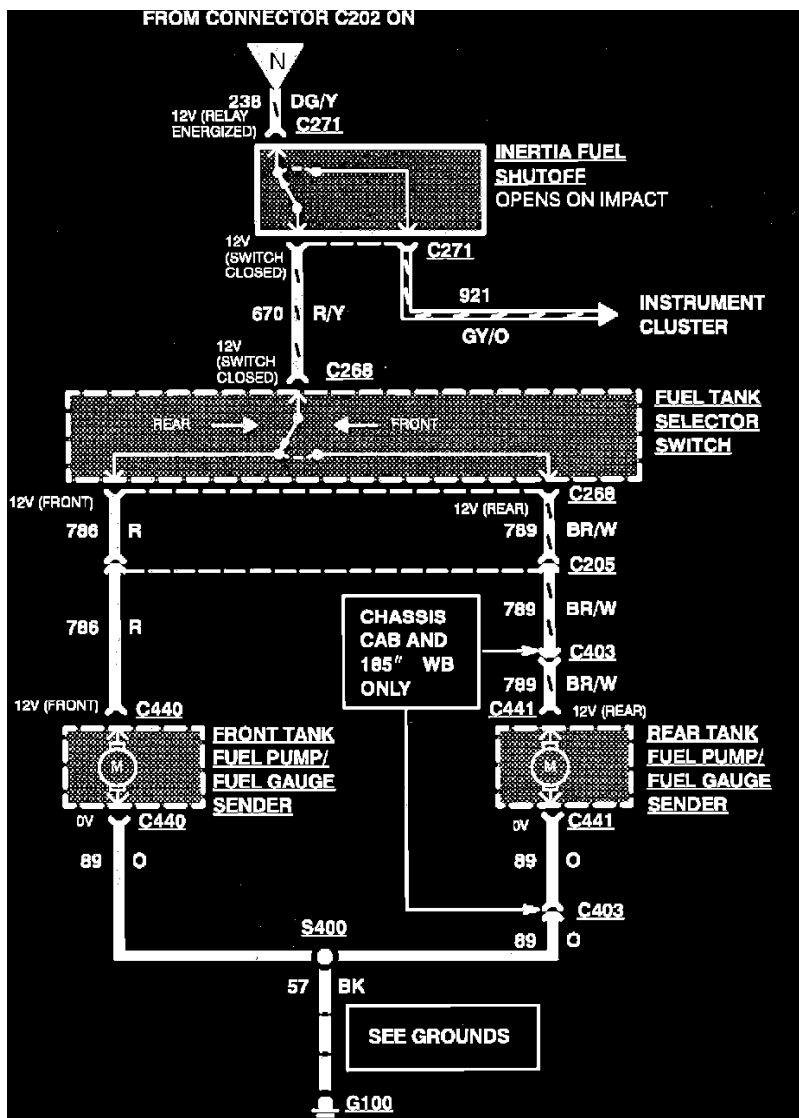 FROM CONNECTOR C202 ON
N
238 DG/Y
12V (RELAY
ENERGIZED)
C271
INERTIA FUEL
SHUTOFF
OPENS ON IMPACT
12V
(SWITCH
CLOSED)
C271
921
GY/O
INSTRUMENT
CLUSTER
670 R/Y
12V
(SWITCH
CLOSED)
C268
FUEL TANK
SELECTOR
SWITCH
REAR
FRONT
C268
12V (FRONT)
12V (REAR)
786 R
789 BR/W
C205
786 R
789 BR/W
CHASSIS
CAB AND
165" WB
ONLY
C403
789 BR/W
12V (FRONT)
C440
C441
12V (REAR)
FRONT TANK
FUEL PUMP/
FUEL GAUGE
SENDER
M
REAR TANK
FUEL PUMP/
FUEL GAUGE
SENDER
M
0V
C440
0V
C441
89 O
89 O
C403
S400
89 O
57 BK
SEE GROUNDS
G100